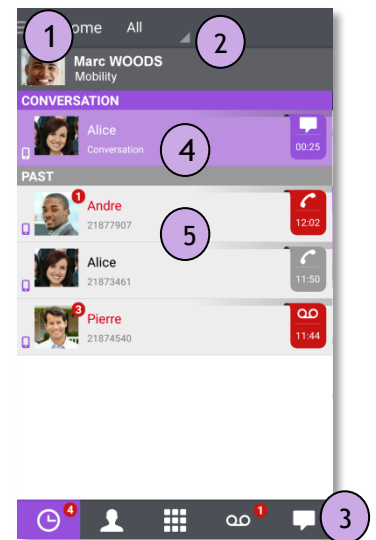 1 ome All 2
Marc WOODS
Mobility
CONVERSATION
Alice
Conversation
00:25
4
PAST
1
Andre
21877907
12:02
5
Alice
21873461
11:50
3
Pierre
21874540
11:44
4
1
3